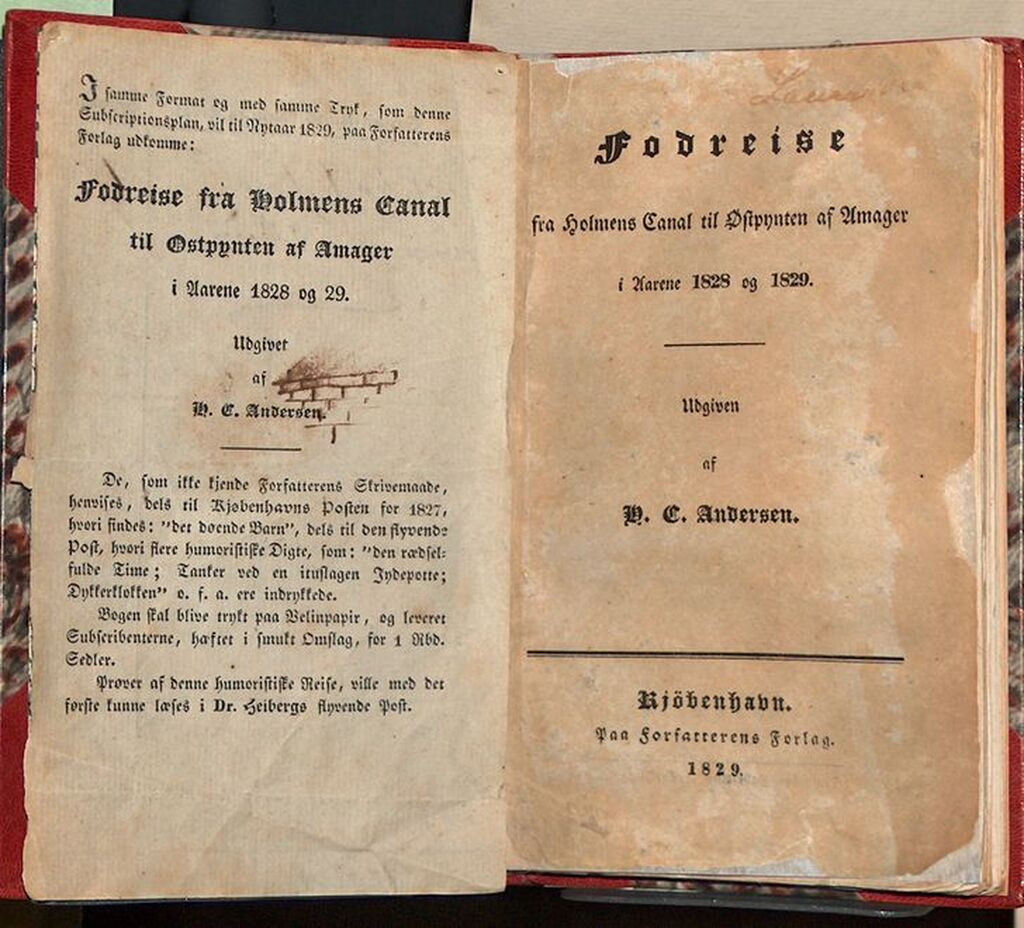 I samme Format og med samme Tryk, som denne
Subscriptionsplan, vil til Nytaar 1829, paa Forfatterens
Forlag udkomme:
Fodreise fra Holmens Canal
til Ostpynten af Amager
i Aarene 1828 og 29.
Udgivet
af
H. C. Andersen.
De, som ikke kjende Forfatterens Skrivemaade,
henvises, dels til Kjøbenhavns Posten for 1827,
hvori findes: "det døende Barn", dels til den flyvende
Post, hvori flere humoristiske Digte, som: "den rædsel-
fulde Time; Tanker ved en ituslagen Jydepotte;
Dykkerklokken" o. f. a. ere indrykkede.
Bogen skal blive trykt paa Velinpapir, og leveret
Subscribenterne, hæftet i smukt Omslag, for 1 Rbd.
Sedler.
Prøver af denne humoristiske Reise, ville med det
første kunne læses i Dr. Heibergs flyvende Post.
Fodreise
fra Holmens Canal til Østpynten af Amager
i Aarene 1828 og 1829.
Udgiven
af
H. C. Andersen.
Kjöbenhavn.
Paa Forfatterens Forlag.
1829.